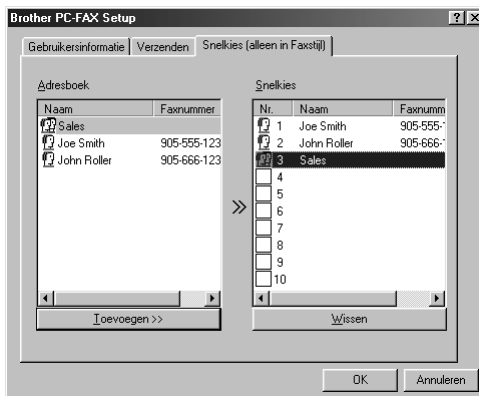 Brother PC-FAX Setup
Gebruikersinformatie Verzenden Snelkies (alleen in Faxstijl)
Adresboek
Naam Faxnummer
Sales
Joe Smith 905-555-123
John Roller 905-666-123
Toevoegen >>
Snelkies
Nr. Naam Faxnumm
1 Joe Smith 905-555-
2 John Roller 905-666-
3 Sales
4
5
6
7
8
9
10
Wissen
OK Annuleren